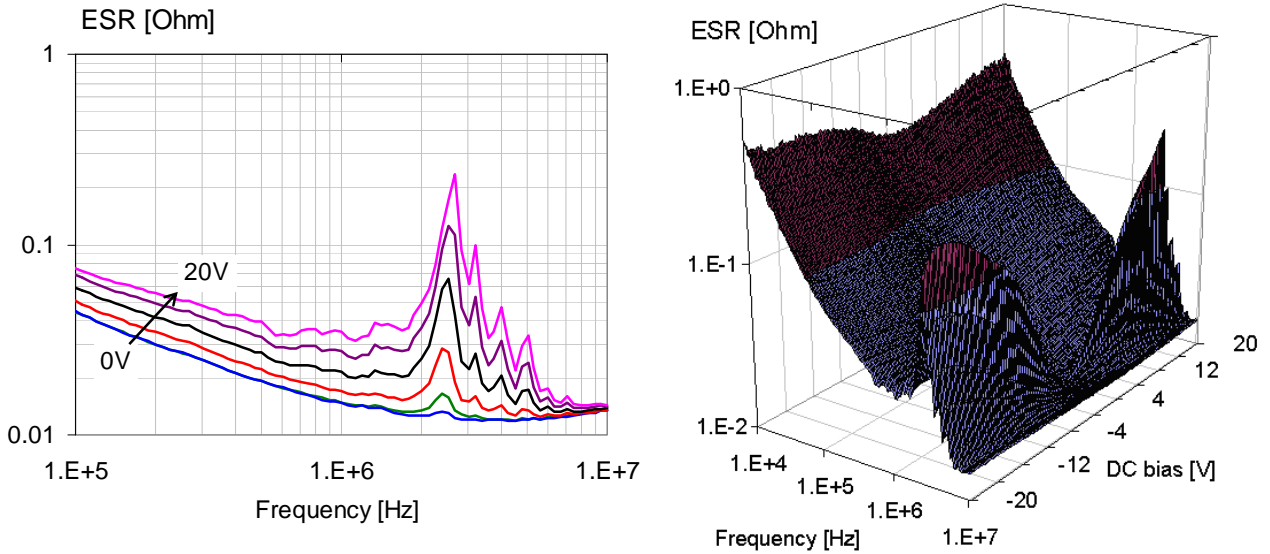 ESR [Ohm]
1
0.1
0.01
20V
0V
1.E+5
1.E+6
1.E+7
Frequency [Hz]
ESR [Ohm]
1.E+0
1.E-1
1.E-2
1.E+4
1.E+5
1.E+6
1.E+7
Frequency [Hz]
-20
-12
-4
4
12
20
DC bias [V]